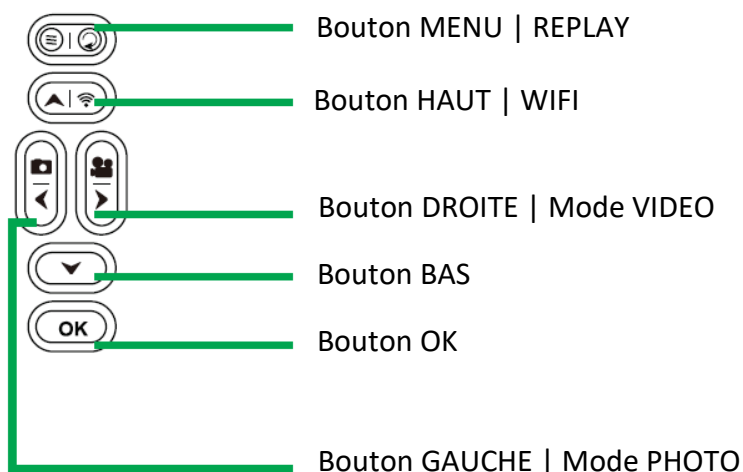 Bouton MENU | REPLAY
Bouton HAUT | WIFI
Bouton DROITE | Mode VIDEO
Bouton BAS
OK
Bouton OK
Bouton GAUCHE | Mode PHOTO